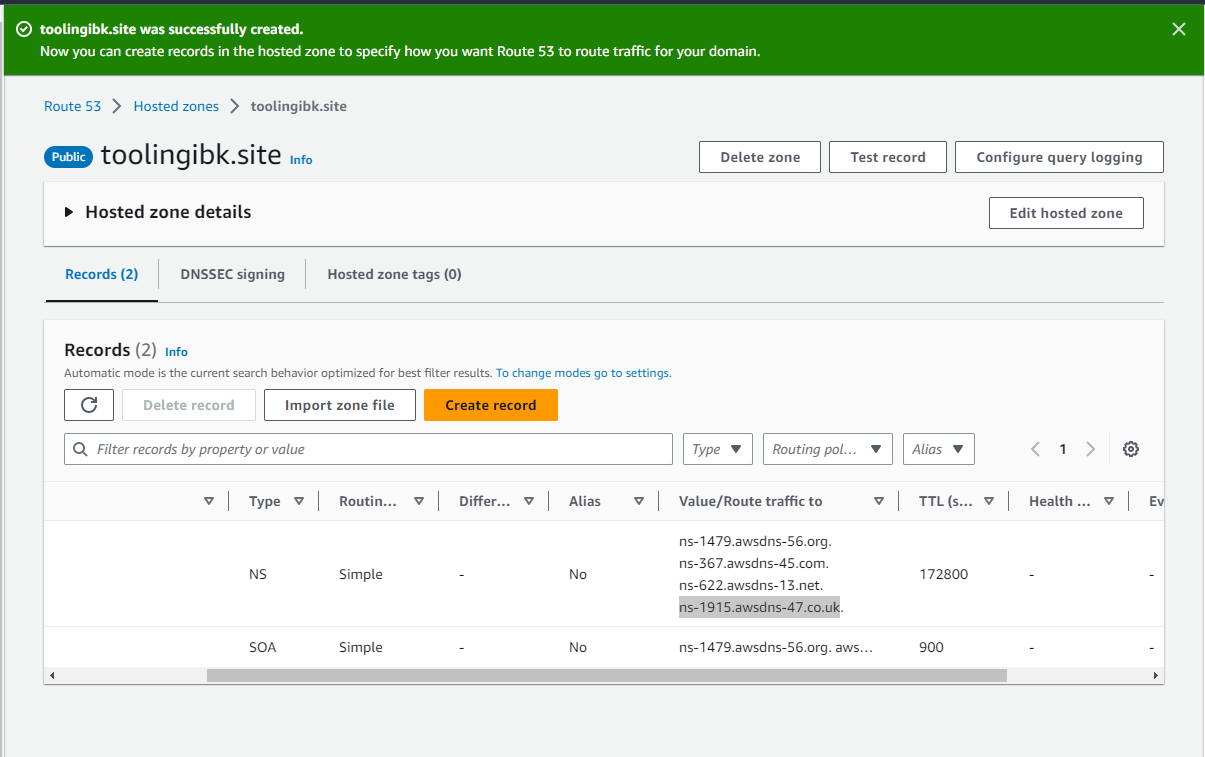 toolingibk.site was successfully created.
Now you can create records in the hosted zone to specify how you want Route 53 to route traffic for your domain.
Route 53 > Hosted zones > toolingibk.site
Public toolingibk.site Info Delete zone Test record Configure query logging
Hosted zone details Edit hosted zone
Records (2) DNSSEC signing Hosted zone tags (0)
Records (2) Info
Automatic mode is the current search behavior optimized for best filter results. To change modes go to settings.
Delete record Import zone file Create record
Filter records by property or value Type Routing pol... Alias 1
Type Routin... Differ... Alias Value/Route traffic to TTL (s... Health ... Ev
ns-1479.awsdns-56.org.
ns-367.awsdns-45.com.
NS Simple - No 172800 - -
ns-622.awsdns-13.net.
ns-1915.awsdns-47.co.uk.
SOA Simple - No ns-1479.awsdns-56.org. aws... 900 - -